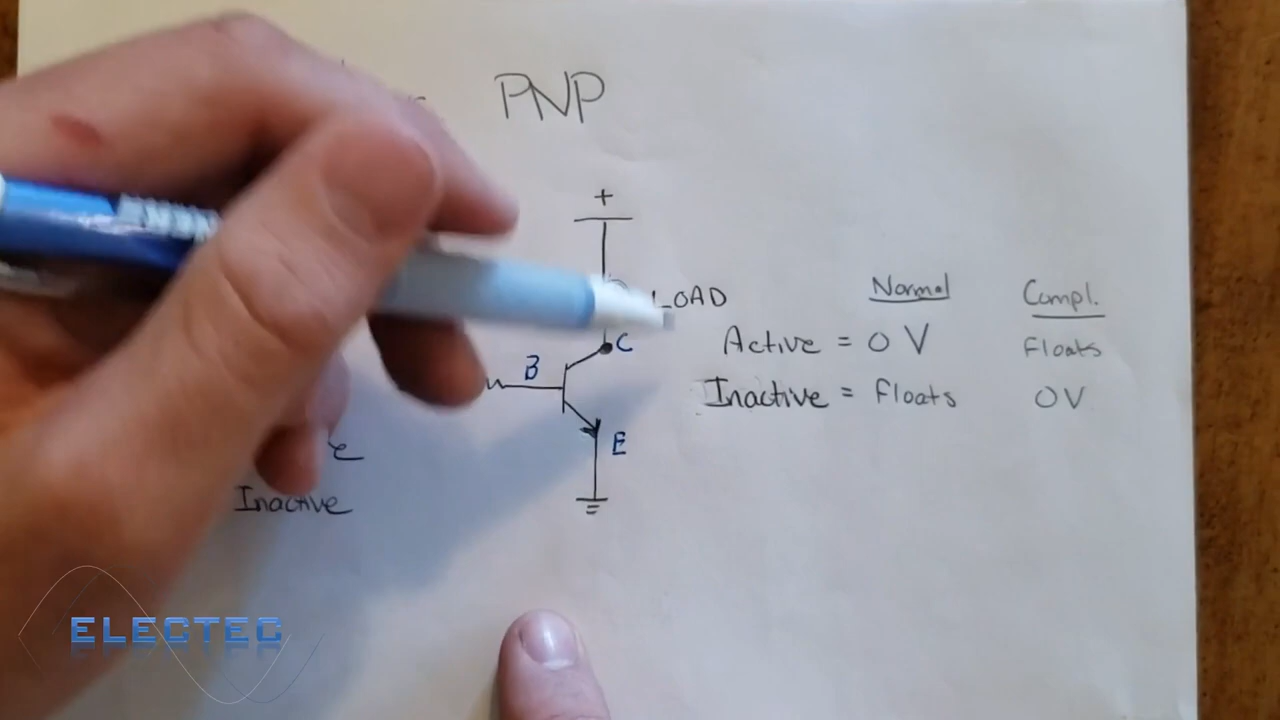 PNP
+
LOAD
C
B
E
Normal Compl.
Active = 0 V Floats
Inactive = Floats 0V
Inactive
ELECTEC